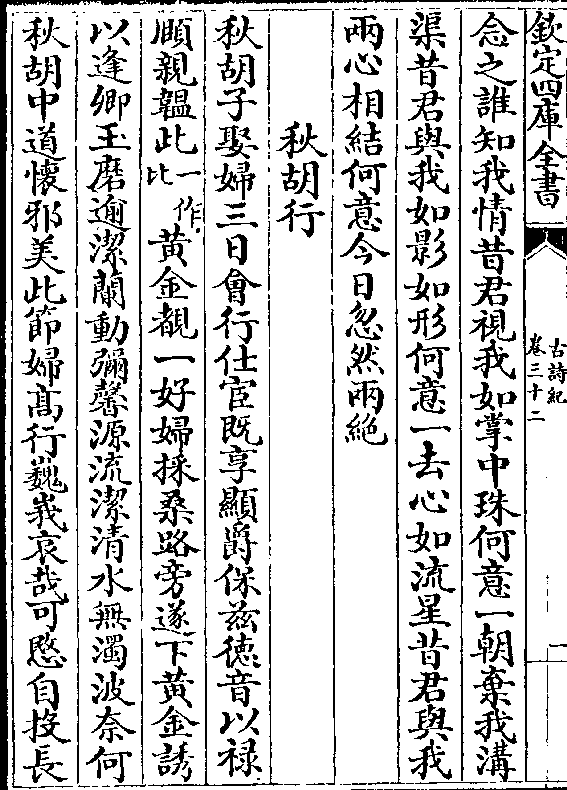 欽定四庫全書
古詩紀
卷三十二
念之誰知我情昔君視我如掌中珠何意一朝棄我溝
渠昔君與我如影如形何意一去心如流星昔君與我
兩心相結何意今日忽然兩絶
秋胡行
秋胡子娶婦三日會行仕宦既享顯爵保兹德音以禄
頤親韞此一作比黄金覩一好婦採桑路旁遂下黄金誘
以逢卿玉磨逾潔蘭動彌馨源流潔清水無濁波奈何
秋胡中道懷邪美此節婦高行巍峩哀哉可愍自投長